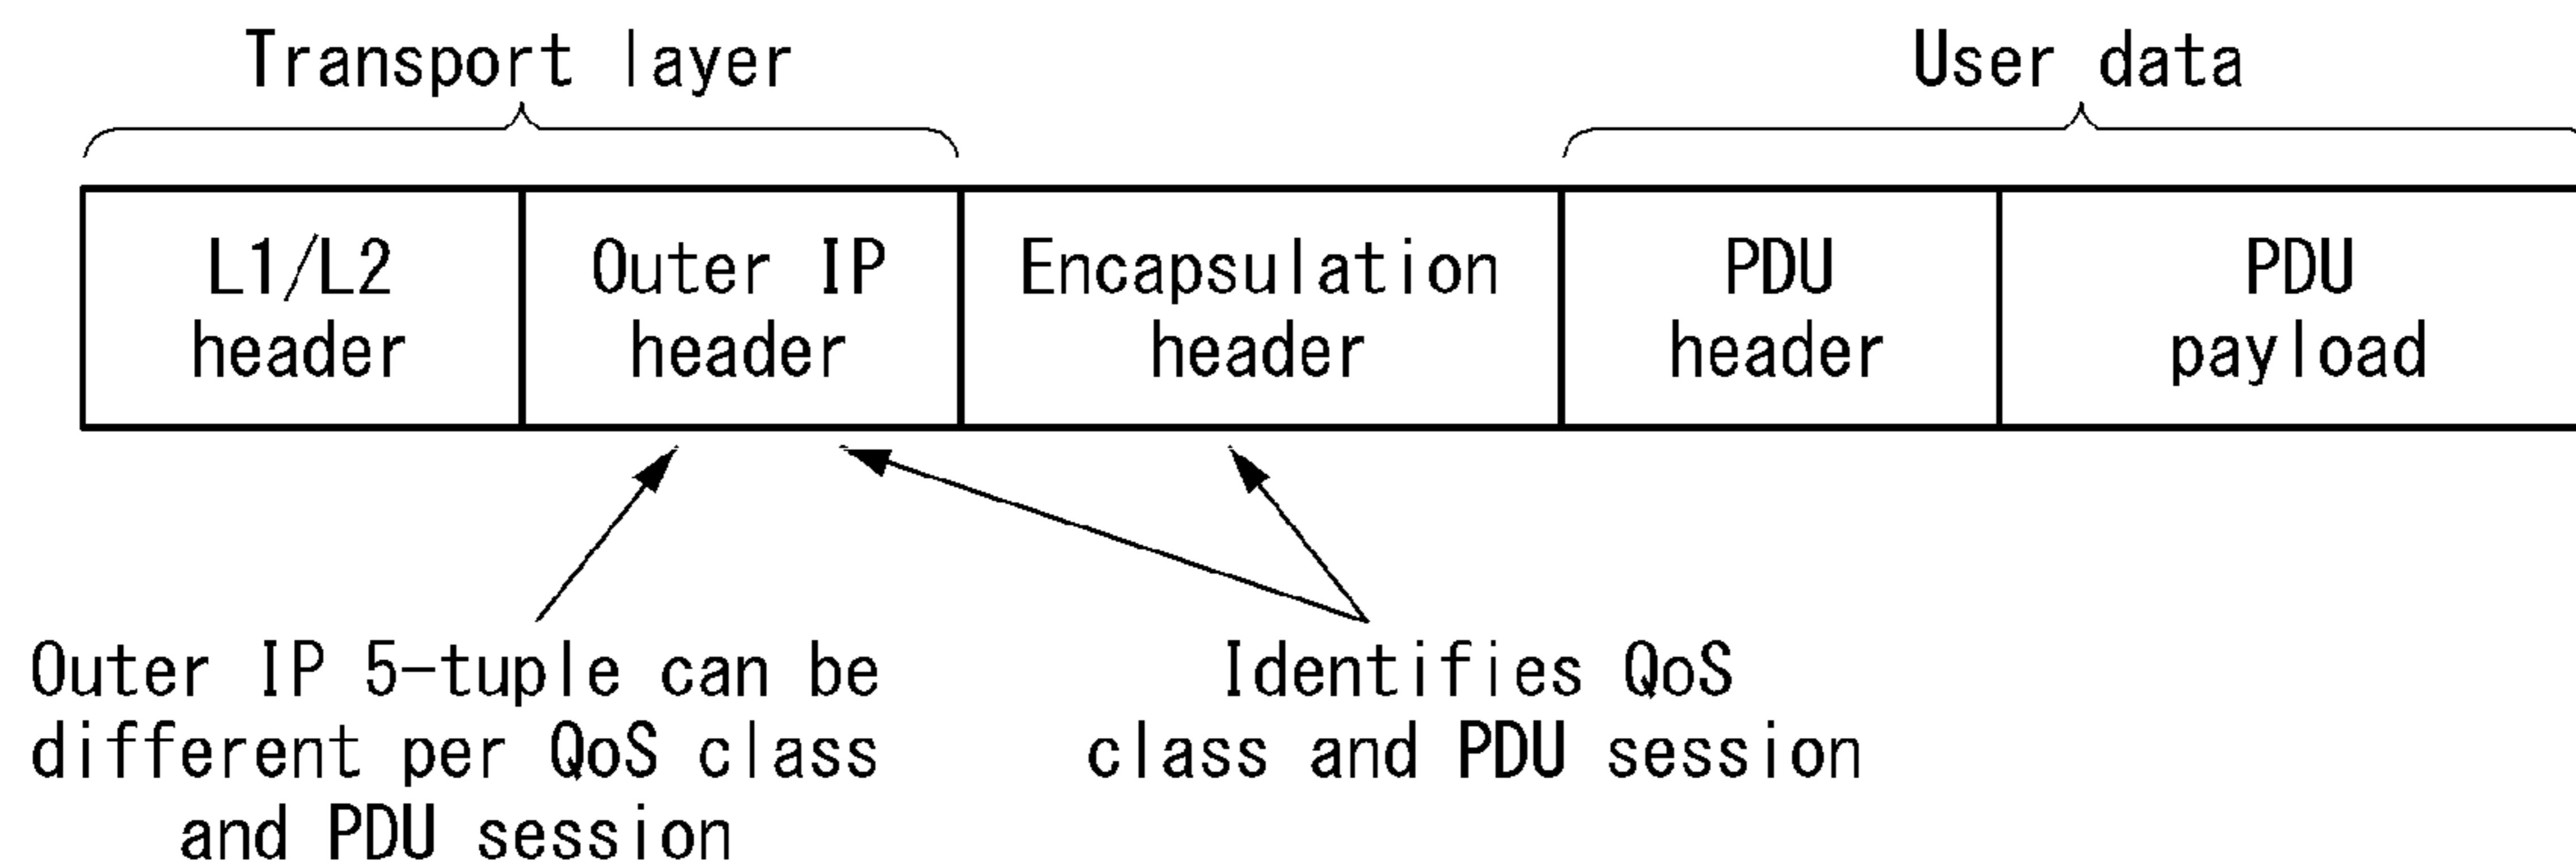 Transport layer
User data
L1/L2
header
Outer IP
header
Encapsulation
header
PDU
header
PDU
payload
Outer IP 5-tuple can be
different per QoS class
and PDU session
Identifies QoS
class and PDU session